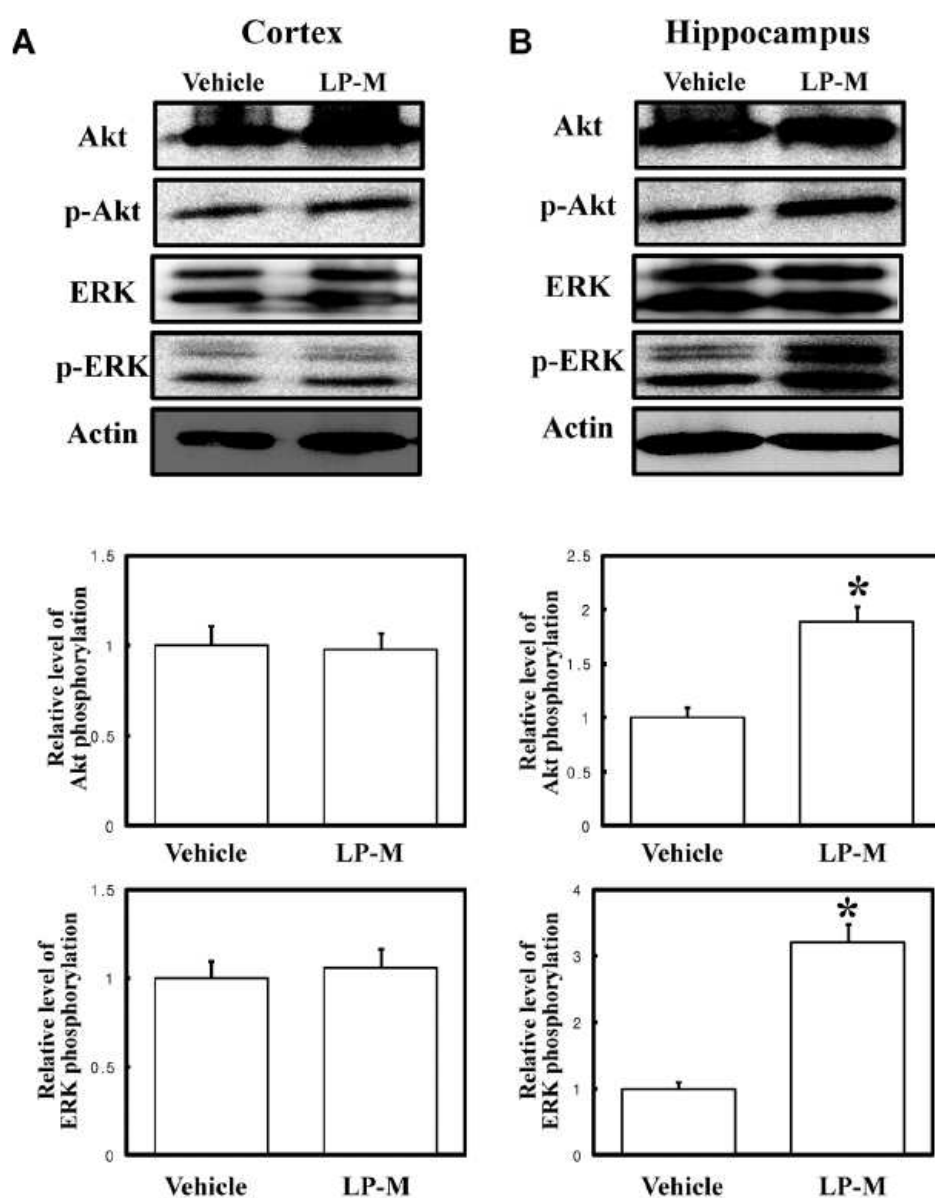 A Cortex
Vehicle LP-M
Akt
p-Akt
ERK
p-ERK
Actin
B Hippocampus
Vehicle LP-M
Akt
p-Akt
ERK
p-ERK
Actin
Relative level of
Akt phosphorylation
1.5
1
0.5
0
Vehicle LP-M
Relative level of
Akt phosphorylation
2.5
2
1.5
1
0.5
0
*
Vehicle LP-M
Relative level of
ERK phosphorylation
1.5
1
0.5
0
Vehicle LP-M
Relative level of
ERK phosphorylation
4
3
2
1
0
*
Vehicle LP-M